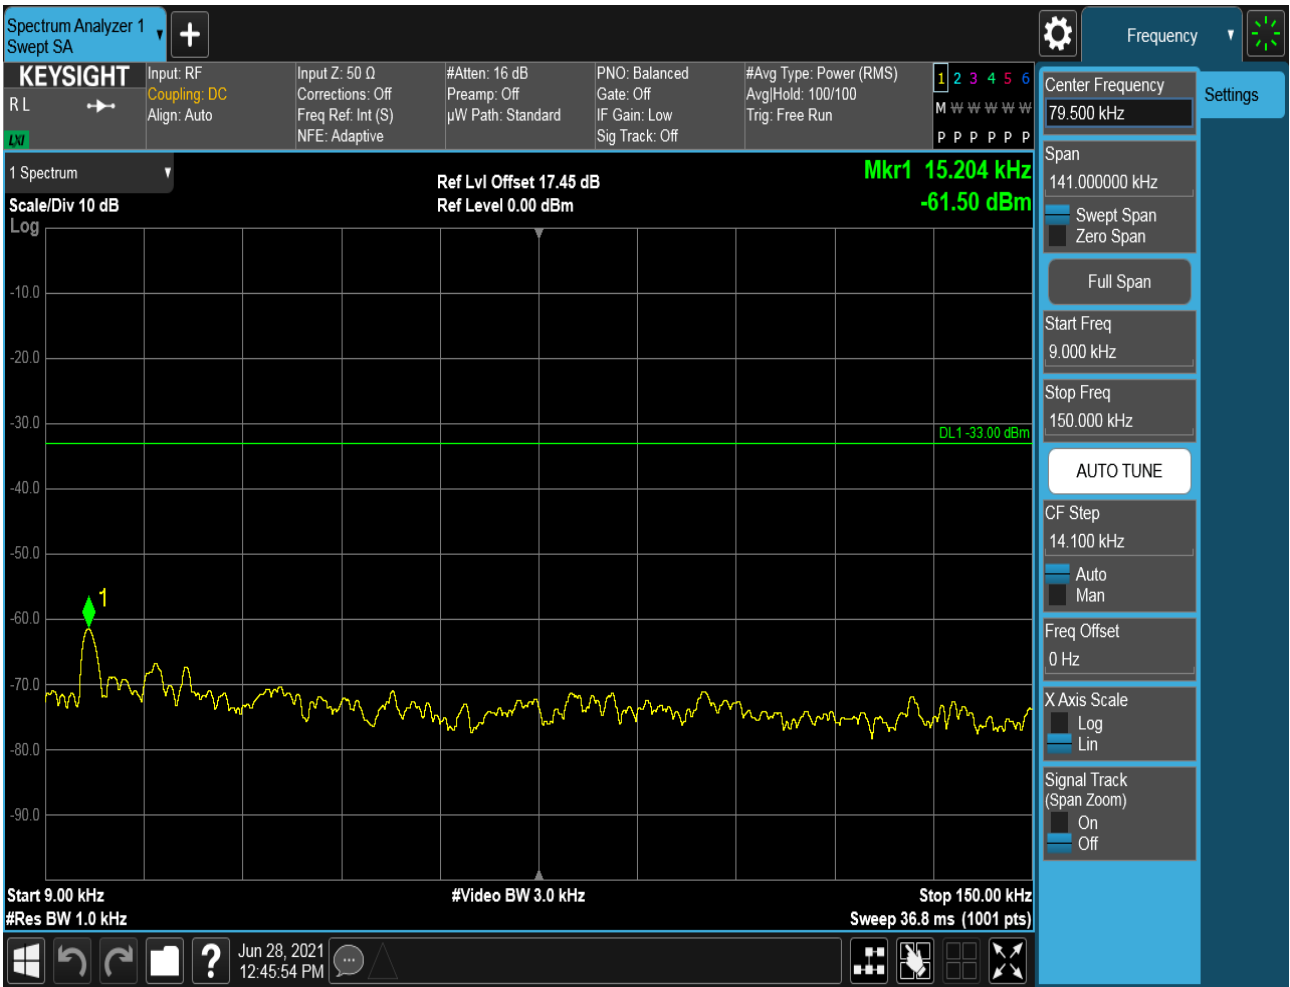 Spectrum Analyzer 1
Swept SA
Frequency
KEYSIGHT
R L
LXI
Input: RF
Coupling: DC
Align: Auto
Input Z: 50 Ω
Corrections: Off
Freq Ref: Int (S)
NFE: Adaptive
#Atten: 16 dB
Preamp: Off
µW Path: Standard
PNO: Balanced
Gate: Off
IF Gain: Low
Sig Track: Off
#Avg Type: Power (RMS)
Avg|Hold: 100/100
Trig: Free Run
1 2 3 4 5 6
M W W W W W
P P P P P P
1 Spectrum
Scale/Div 10 dB
Log
Ref Lvl Offset 17.45 dB
Ref Level 0.00 dBm
Mkr1 15.204 kHz
-61.50 dBm
-10.0
-20.0
-30.0
DL1 -33.00 dBm
-40.0
-50.0
1
-60.0
-70.0
-80.0
-90.0
Start 9.00 kHz
#Res BW 1.0 kHz
#Video BW 3.0 kHz
Stop 150.00 kHz
Sweep 36.8 ms (1001 pts)
Center Frequency
79.500 kHz
Settings
Span
141.000000 kHz
Swept Span
Zero Span
Full Span
Start Freq
9.000 kHz
Stop Freq
150.000 kHz
AUTO TUNE
CF Step
14.100 kHz
Auto
Man
Freq Offset
0 Hz
X Axis Scale
Log
Lin
Signal Track
(Span Zoom)
On
Off
?
Jun 28, 2021
12:45:54 PM